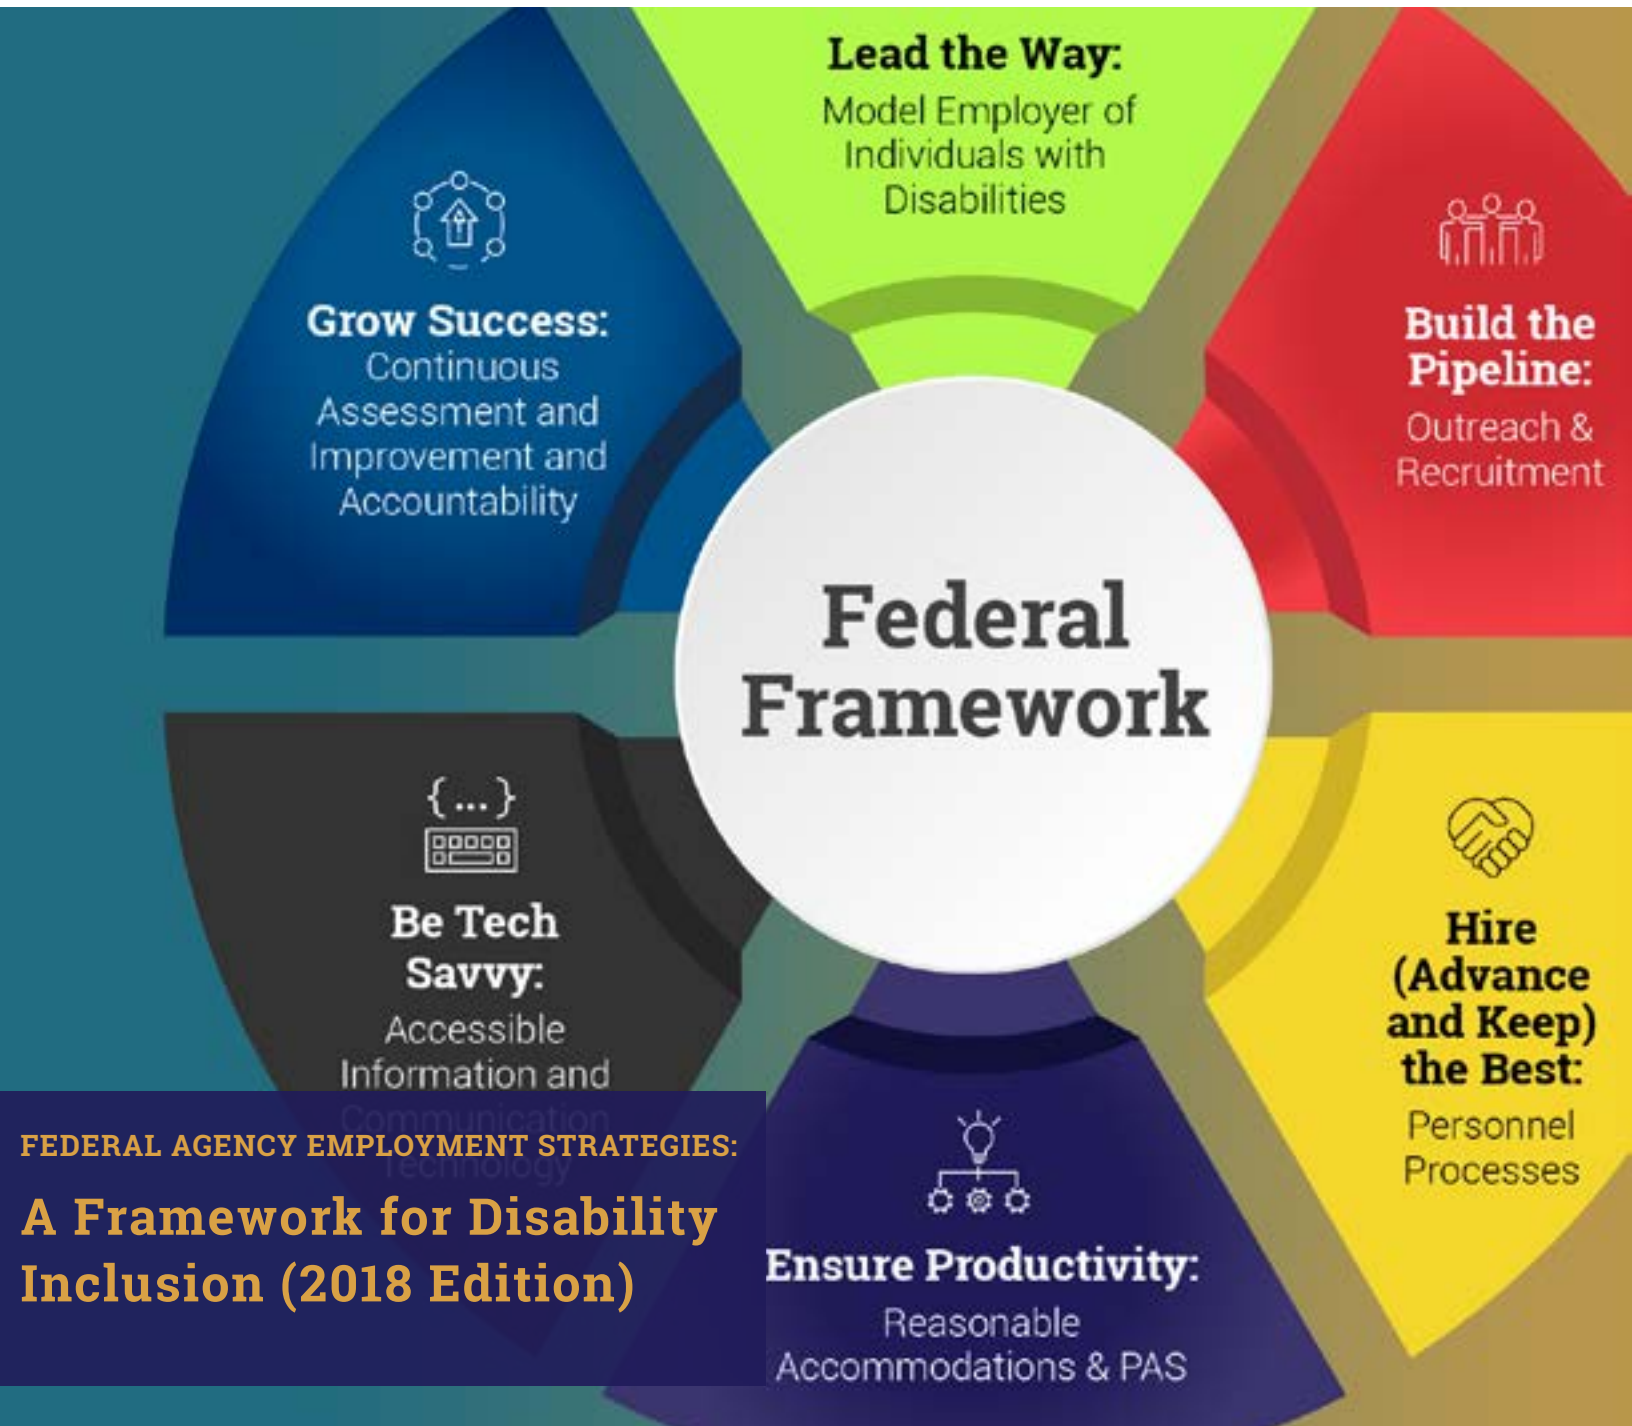 Lead the Way:
Model Employer of
Individuals with
Disabilities
Build the
Pipeline:
Outreach &
Recruitment
Hire
(Advance
and Keep)
the Best:
Personnel
Processes
Ensure Productivity:
Reasonable
Accommodations & PAS
Be Tech
Savvy:
Accessible
Information and
Communication
Technology
{...}
Grow Success:
Continuous
Assessment and
Improvement and
Accountability
Federal
Framework
FEDERAL AGENCY EMPLOYMENT STRATEGIES:
A Framework for Disability
Inclusion (2018 Edition)